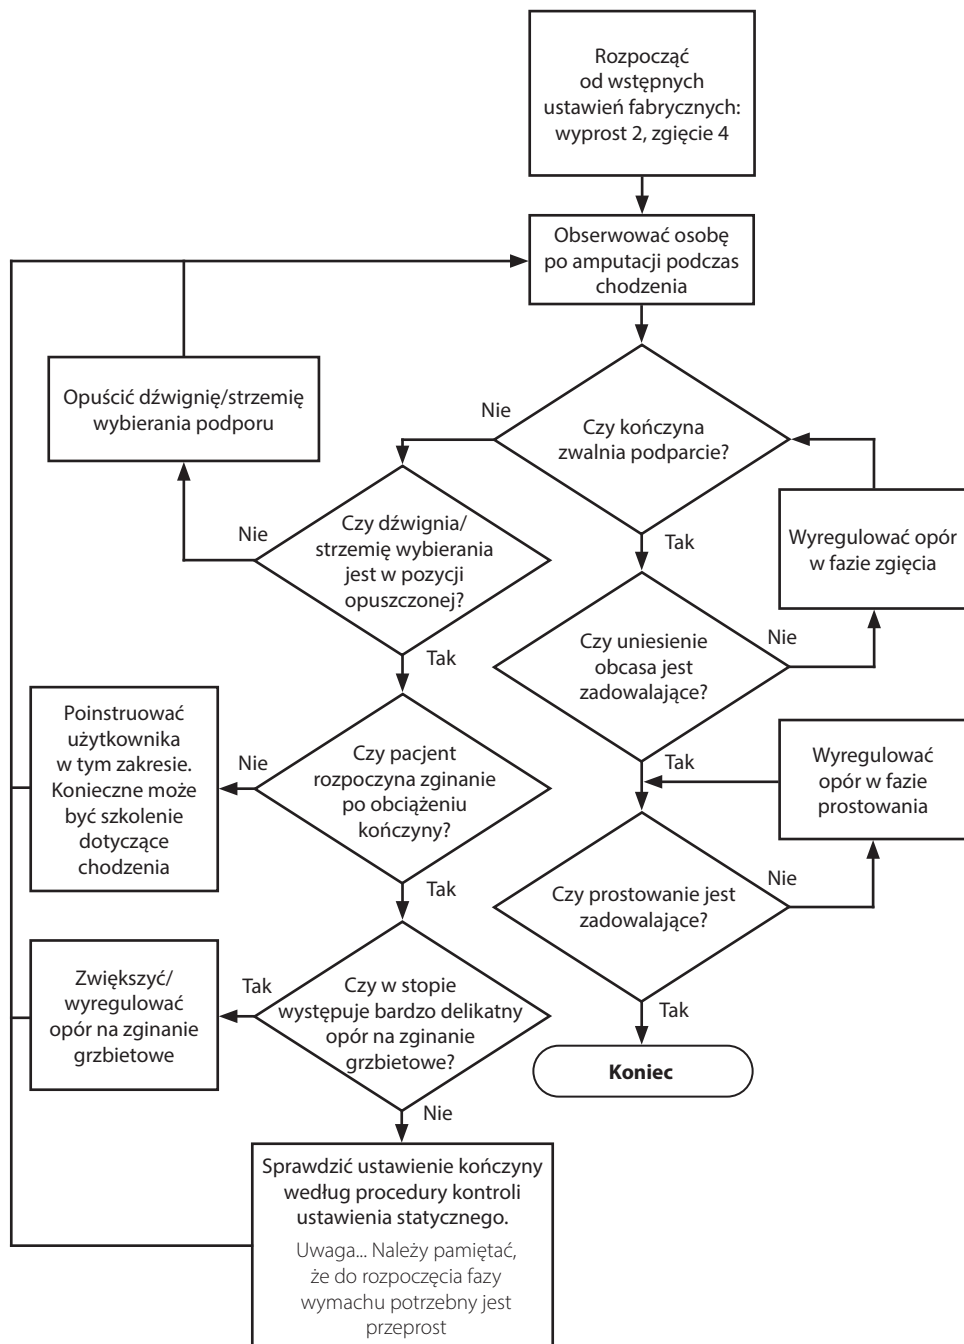 Rozpocząć
od wstępnych
ustawień fabrycznych:
wyprost 2, zgięcie 4
Obserwować osobę
po amputacji podczas
chodzenia
Opuścić dźwignię/strzemię
wybierania podporu
Nie
Czy kończyna
zwalnia podparcie?
Nie
Czy dźwignia/
strzemię wybierania
jest w pozycji
opuszczonej?
Tak
Wyregulować opór
w fazie zgięcia
Czy uniesienie
obcasa jest
zadowalające?
Nie
Tak
Poinstruować
użytkownika
w tym zakresie.
Konieczne może
być szkolenie
dotyczące
chodzenia
Nie
Czy pacjent
rozpoczyna zginanie
po obciążeniu
kończyny?
Tak
Wyregulować
opór w fazie
prostowania
Tak
Czy prostowanie jest
zadowalające?
Nie
Zwiększyć/
wyregulować
opór na zginanie
grzbietowe
Tak
Czy w stopie
występuje bardzo delikatny
opór na zginanie
grzbietowe?
Tak
Koniec
Nie
Sprawdzić ustawienie kończyny
według procedury kontroli
ustawienia statycznego.
Uwaga... Należy pamiętać,
że do rozpoczęcia fazy
wymachu potrzebny jest
przeprost